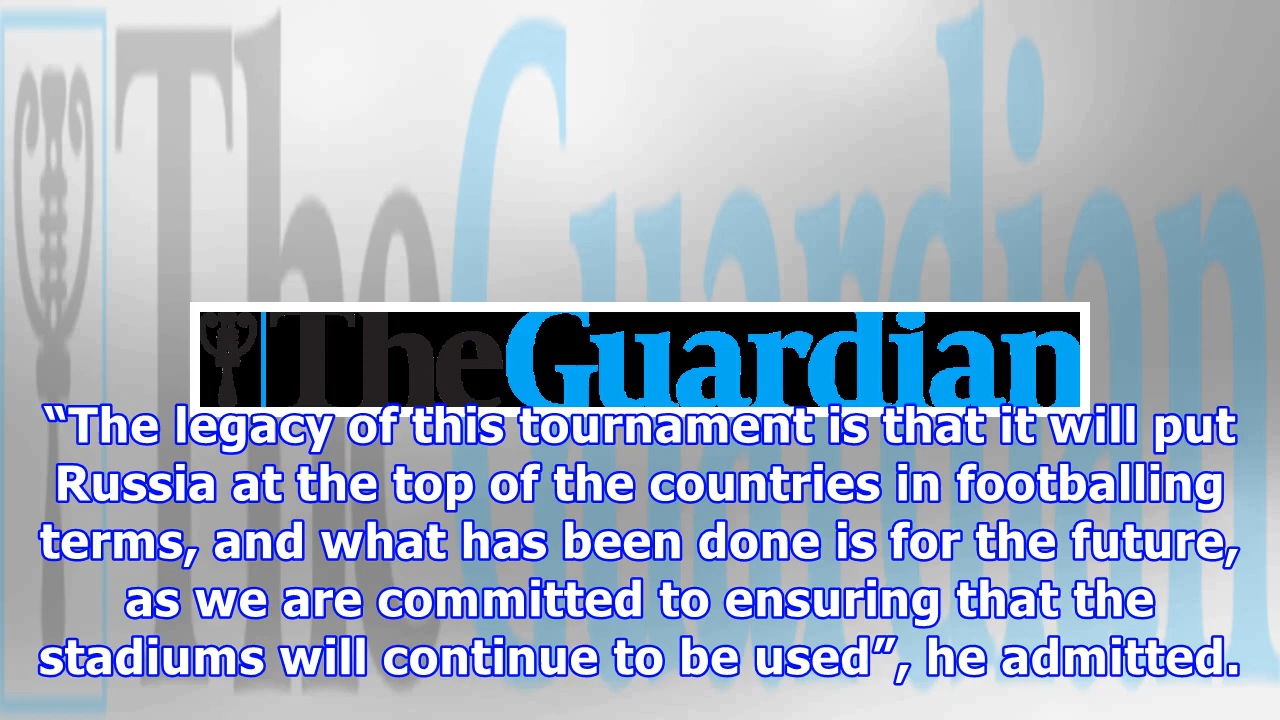 TheGuardian
TheGuardian
“The legacy of this tournament is that it will put
Russia at the top of the countries in footballing
terms, and what has been done is for the future,
as we are committed to ensuring that the
stadiums will continue to be used”, he admitted.